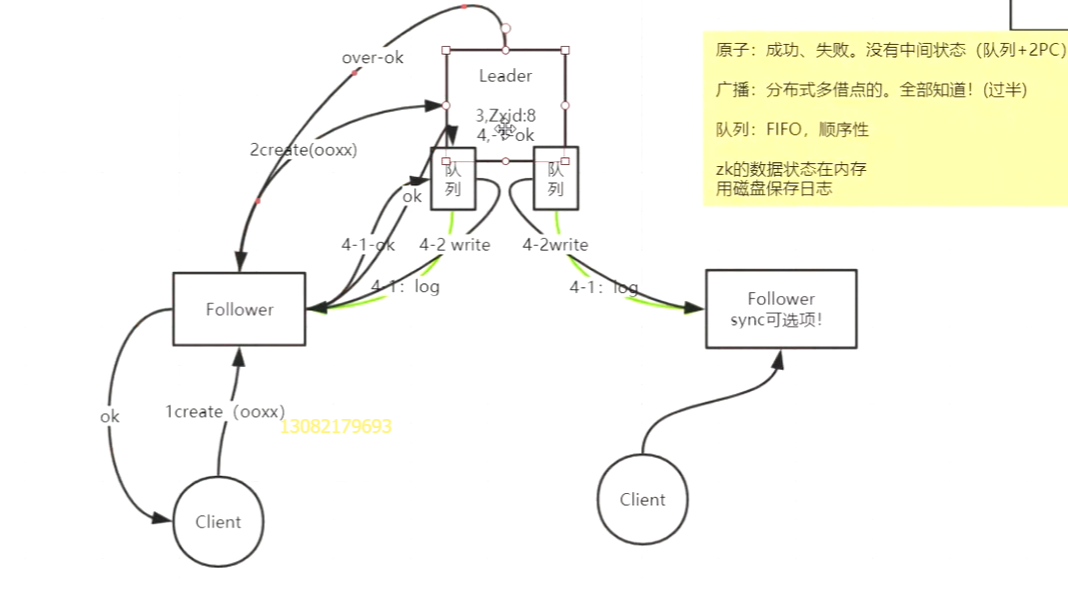 over-ok
Leader
3,Zxid:8
4,-1-ok
2create(ooxx)
队列
队列
ok
4-1-ok
4-2 write
4-2write
4-1：log
4-1：log
Follower
Follower
sync可选项！
ok
1create（ooxx）
13082179693
Client
Client
原子：成功、失败。没有中间状态（队列+2PC)
广播：分布式多借点的。全部知道！(过半)
队列：FIFO，顺序性
zk的数据状态在内存
用磁盘保存日志